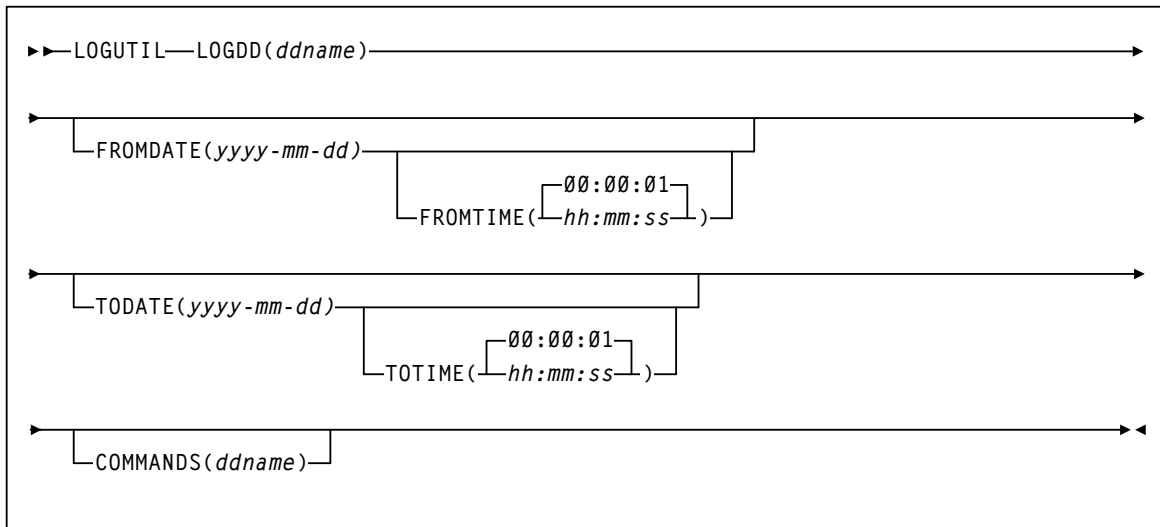 LOGUTIL LOGDD(ddname)
FROMDATE(yyyy-mm-dd)
00:00:01
FROMTIME( hh:mm:ss )
TODATE(yyyy-mm-dd)
00:00:01
TOTIME( hh:mm:ss )
COMMANDS(ddname)